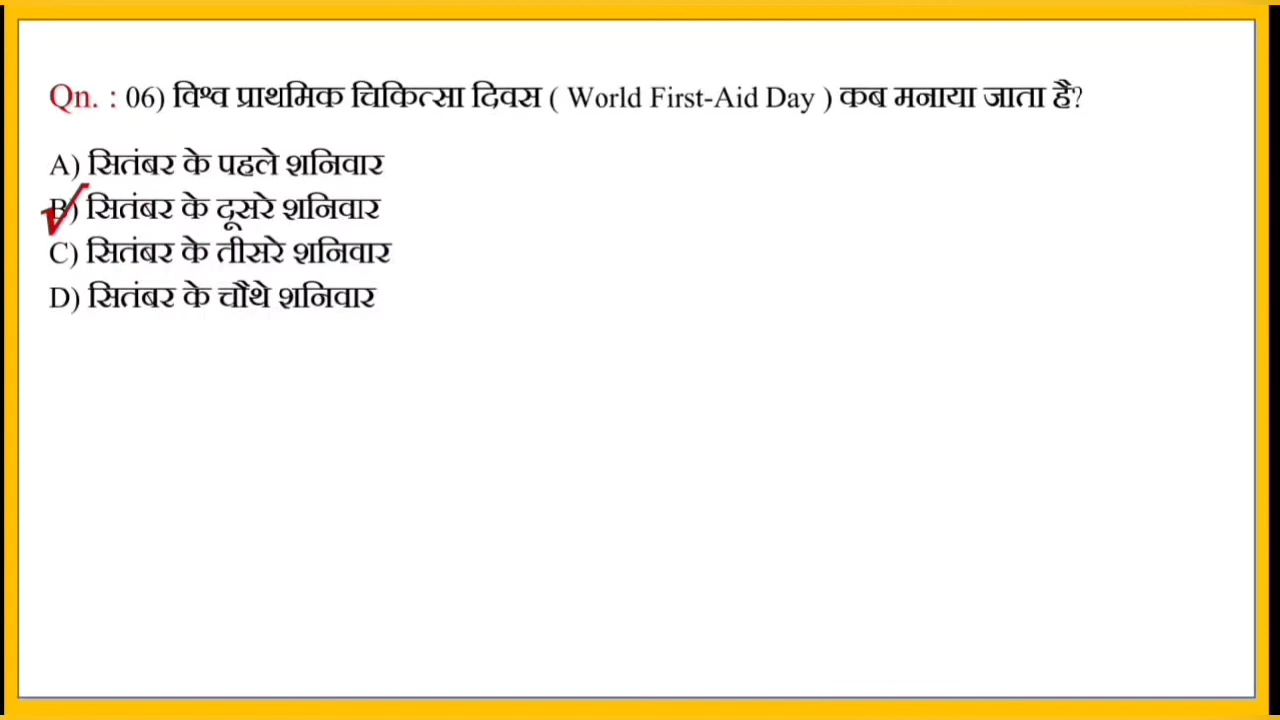 Qn. : 06) विश्व प्राथमिक चिकित्सा दिवस ( World First-Aid Day ) कब मनाया जाता है?
A) सितंबर के पहले शनिवार
B) सितंबर के दूसरे शनिवार
C) सितंबर के तीसरे शनिवार
D) सितंबर के चौथे शनिवार